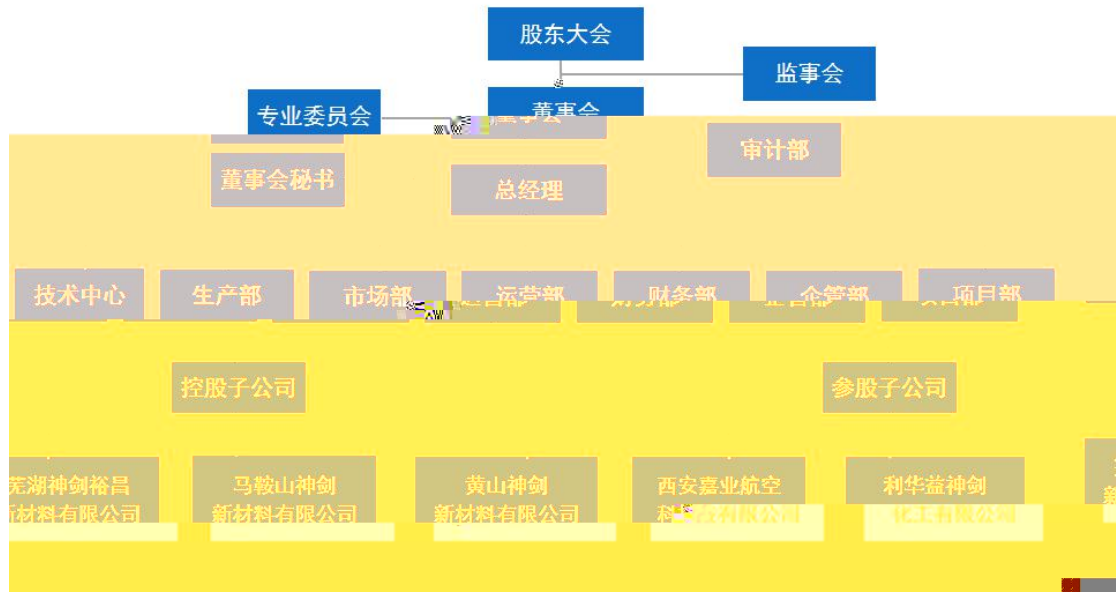 股东大会
监事会
专业委员会
董事会
审计部
董事会秘书
总经理
技术中心
生产部
市场部
运营部
财务部
企管部
项目部
控股子公司
参股子公司
芜湖神剑裕昌
新材料有限公司
马鞍山神剑
新材料有限公司
黄山神剑
新材料有限公司
西安嘉业航空
科技有限公司
利华益神剑
化工有限公司